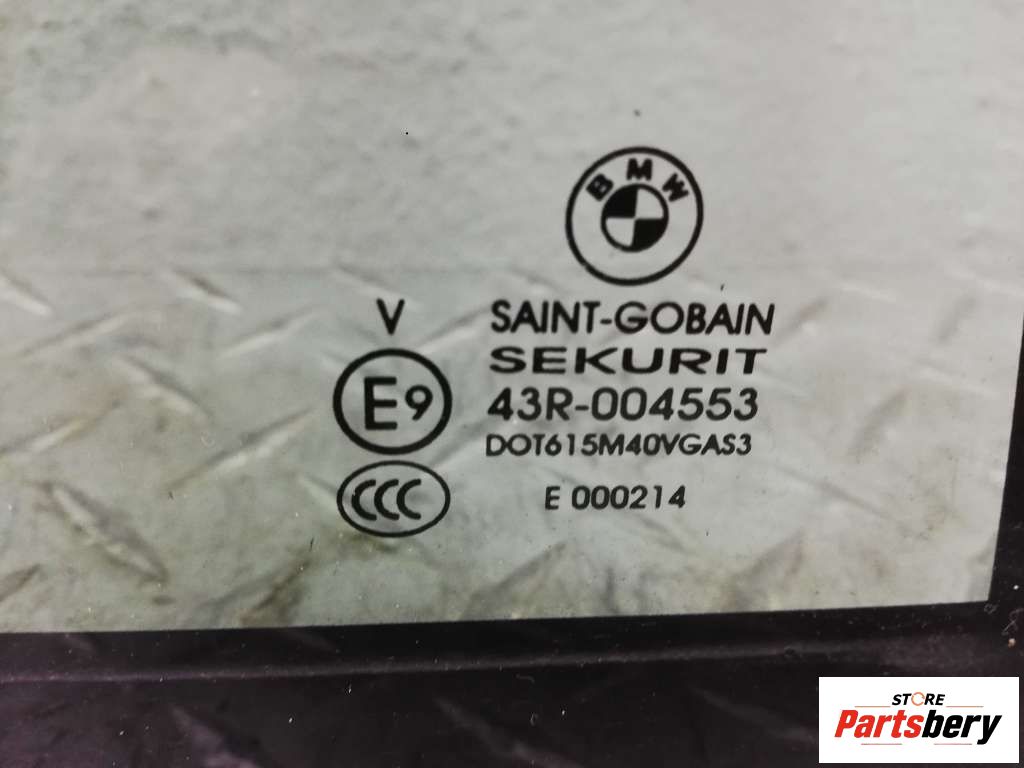 BMW
V
SAINT-GOBAIN
SEKURIT
E9
43R-004553
DOT615M40VGAS3
CCC
E 000214
STORE
Partsbery